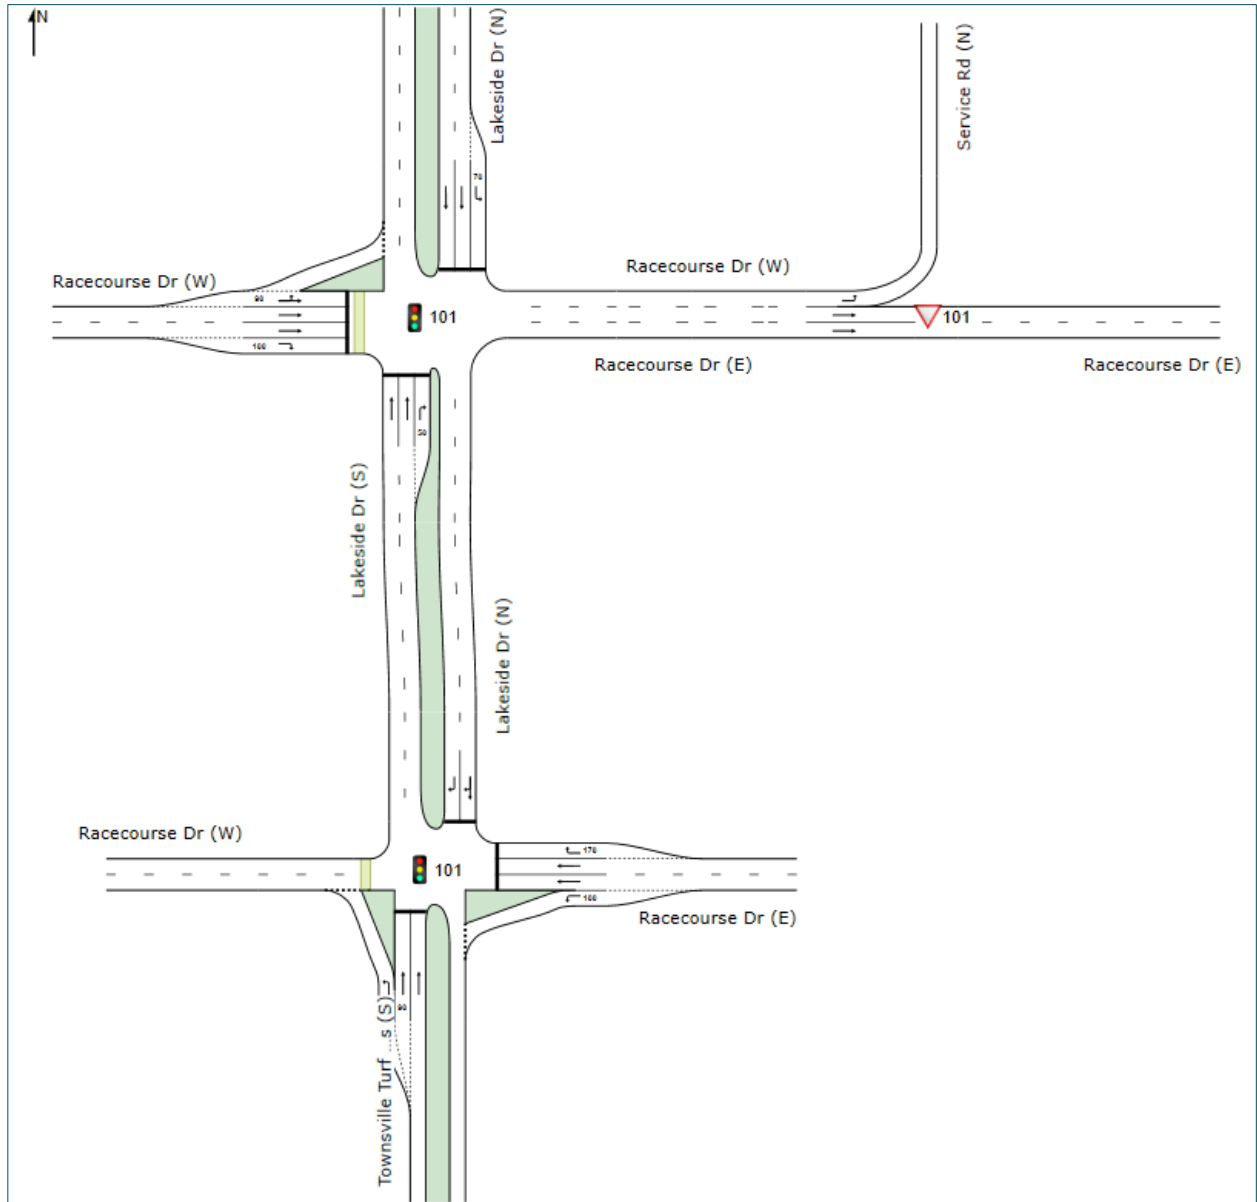 N
Lakeside Dr (N)
Service Rd (N)
70
Racecourse Dr (W)
Racecourse Dr (W)
90
101
101
100
Racecourse Dr (E)
Racecourse Dr (E)
50
Lakeside Dr (S)
Lakeside Dr (N)
Racecourse Dr (W)
170
101
100
Racecourse Dr (E)
90
Townsville Turf ...s (S)